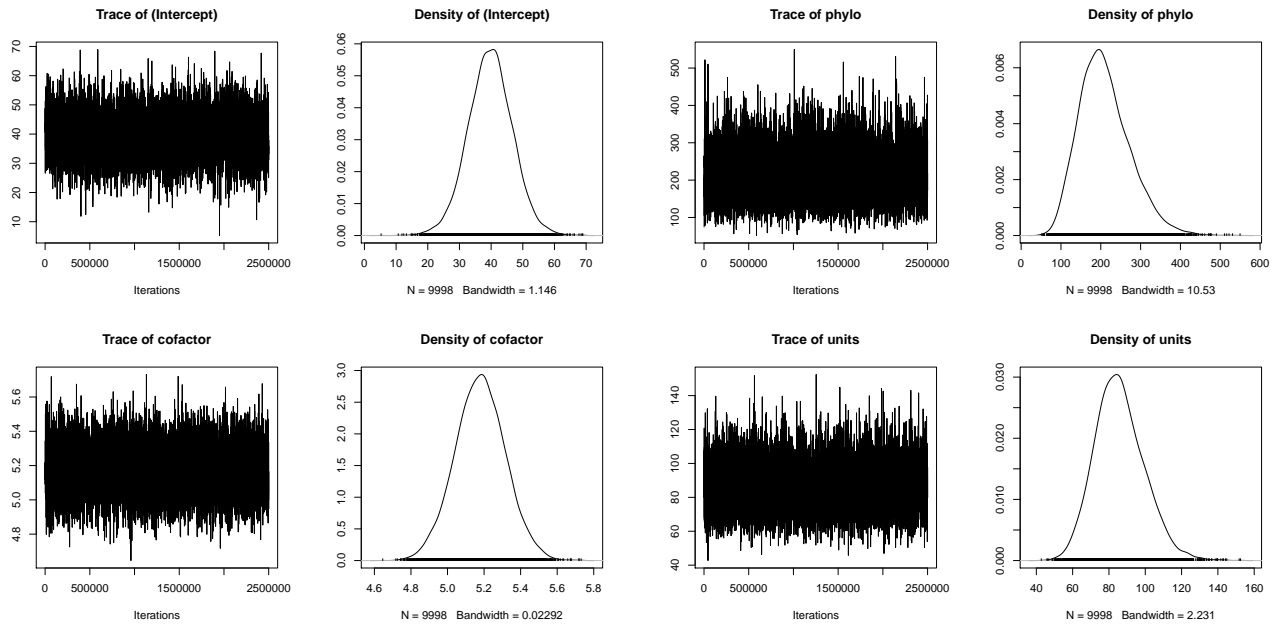 Trace of (Intercept)
70
60
50
40
30
20
10
0 500000 1500000 2500000
Iterations
Density of (Intercept)
0.06
0.05
0.04
0.03
0.02
0.01
0.00
0 10 20 30 40 50 60 70
N = 9998 Bandwidth = 1.146
Trace of phylo
500
400
300
200
100
0 500000 1500000 2500000
Iterations
Density of phylo
0.006
0.004
0.002
0.000
0 100 200 300 400 500 600
N = 9998 Bandwidth = 10.53
Trace of cofactor
5.6
5.4
5.2
5.0
4.8
0 500000 1500000 2500000
Iterations
Density of cofactor
3.0
2.5
2.0
1.5
1.0
0.5
0.0
4.6 4.8 5.0 5.2 5.4 5.6 5.8
N = 9998 Bandwidth = 0.02292
Trace of units
140
120
100
80
60
40
0 500000 1500000 2500000
Iterations
Density of units
0.030
0.020
0.010
0.000
40 60 80 100 120 140 160
N = 9998 Bandwidth = 2.231